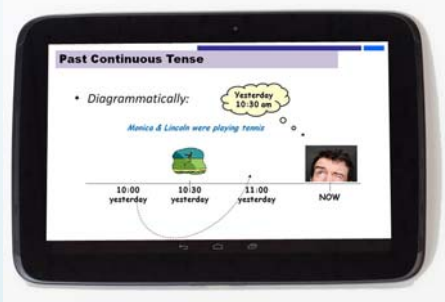 Past Continuous Tense
• Diagrammatically:
Yesterday
10:30 am
Monica & Lincoln were playing tennis
10:00
yesterday
10:30
yesterday
11:00
yesterday
NOW